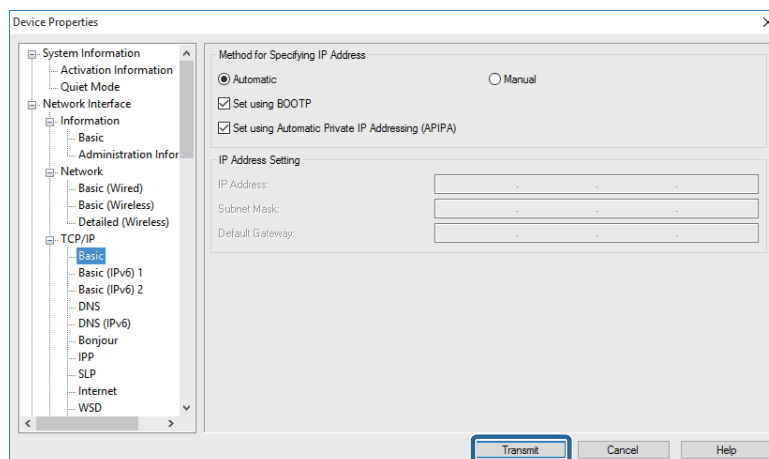 Device Properties
System Information
Activation Information
Quiet Mode
Network Interface
Information
Basic
Administration Infor
Network
Basic (Wired)
Basic (Wireless)
Detailed (Wireless)
TCP/IP
Basic
Basic (IPv6) 1
Basic (IPv6) 2
DNS
DNS (IPv6)
Bonjour
IPP
SLP
Internet
WSD
Method for Specifying IP Address
Automatic Manual
Set using BOOTP
Set using Automatic Private IP Addressing (APIPA)
IP Address Setting
IP Address: . . .
Subnet Mask: . . .
Default Gateway: . . .
Transmit Cancel Help